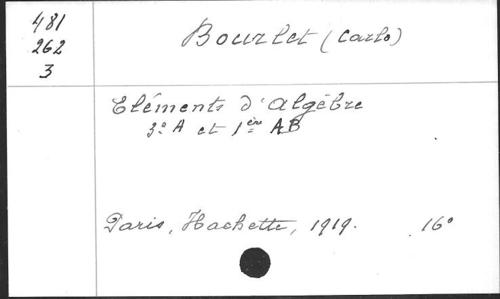 481
262
3
Bourlet (Carlo)
Eléments d'Algèbre
3e A et 1ère AB
Paris, Hachette, 1919. 16°